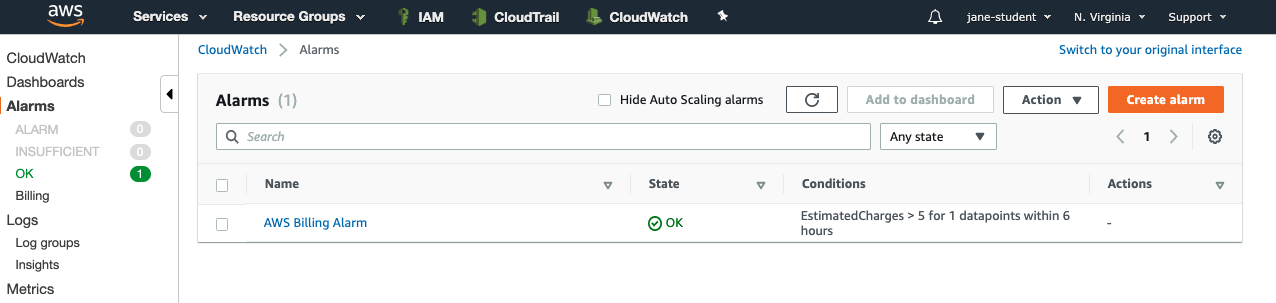 aws Services Resource Groups IAM CloudTrail CloudWatch jane-student N. Virginia Support
CloudWatch
Dashboards
Alarms
ALARM 0
INSUFFICIENT 0
OK 1
Billing
Logs
Log groups
Insights
Metrics
CloudWatch > Alarms Switch to your original interface
Alarms (1) Hide Auto Scaling alarms Add to dashboard Action Create alarm
Search Any state 1
Name State Conditions Actions
AWS Billing Alarm OK EstimatedCharges > 5 for 1 datapoints within 6
hours -